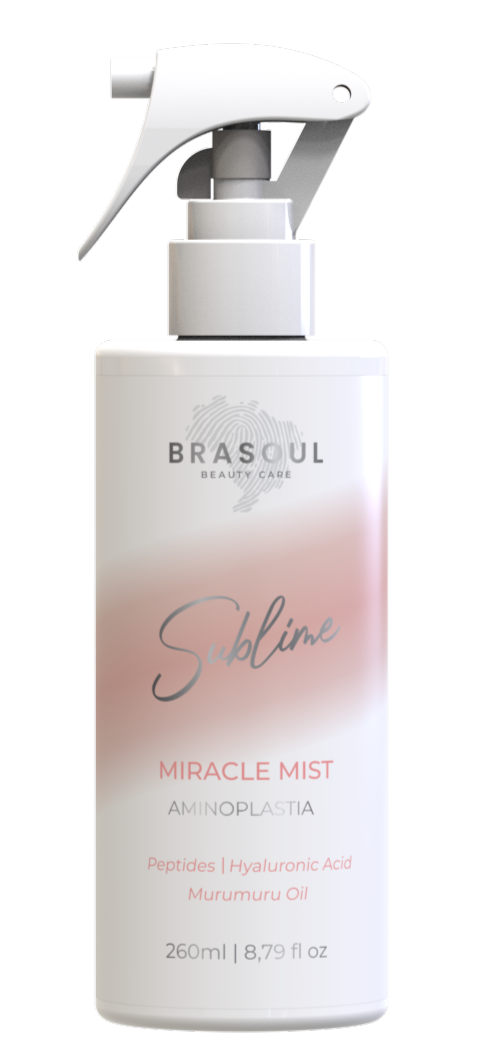 BRASOUL
BEAUTY CARE
Sublime
MIRACLE MIST
AMINOPLASTIA
Peptides | Hyaluronic Acid
Murumuru Oil
260ml | 8,79 fl oz